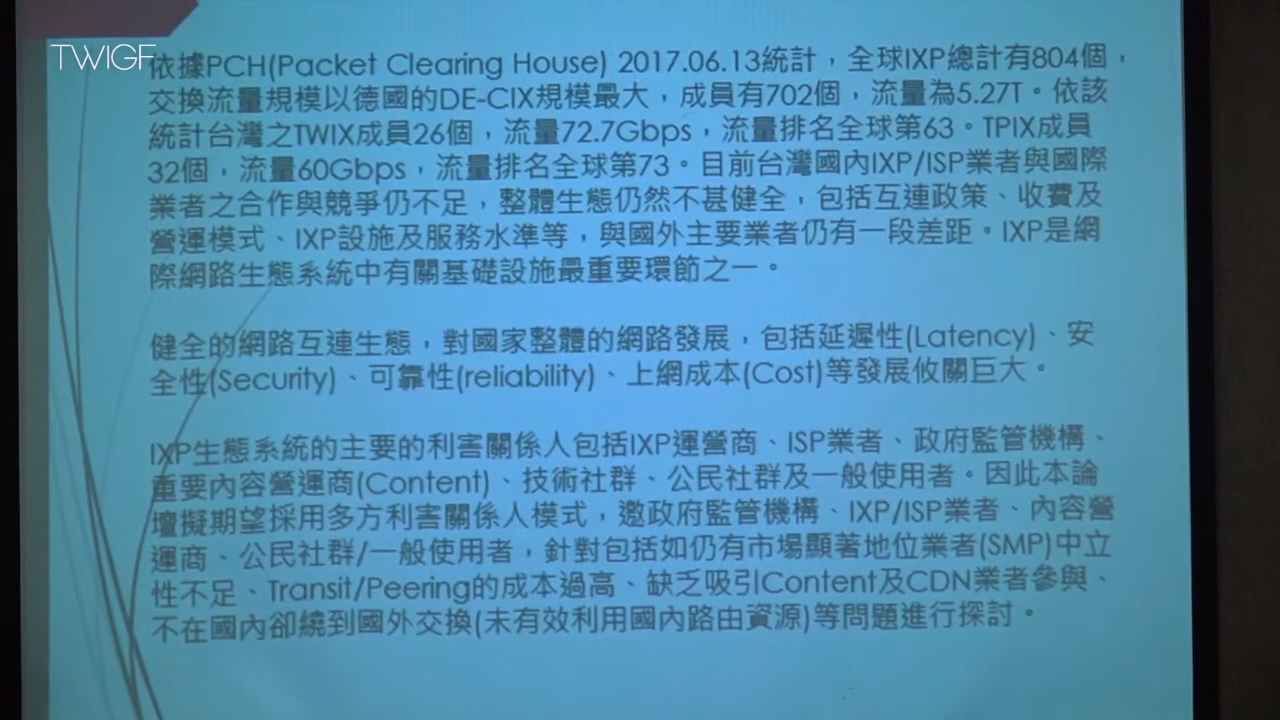 TWIGF
依據PCH(Packet Clearing House) 2017.06.13統計，全球IXP總計有804個，
交換流量規模以德國的DE-CIX規模最大，成員有702個，流量為5.27T。依該
統計台灣之TWIX成員26個，流量72.7Gbps，流量排名全球第63。TPIX成員
32個，流量60Gbps，流量排名全球第73。目前台灣國內IXP/ISP業者與國際
業者之合作與競爭仍不足，整體生態仍然不甚健全，包括互連政策、收費及
營運模式、IXP設施及服務水準等，與國外主要業者仍有一段差距。IXP是網
際網路生態系統中有關基礎設施最重要環節之一。
健全的網路互連生態，對國家整體的網路發展，包括延遲性(Latency)、安
全性(Security)、可靠性(reliability)、上網成本(Cost)等發展攸關巨大。
IXP生態系統的主要的利害關係人包括IXP運營商、ISP業者、政府監管機構、
重要內容營運商(Content)、技術社群、公民社群及一般使用者。因此本論
壇擬期望採用多方利害關係人模式，邀政府監管機構、IXP/ISP業者、內容營
運商、公民社群/一般使用者，針對包括如仍有市場顯著地位業者(SMP)中立
性不足、Transit/Peering的成本過高、缺乏吸引Content及CDN業者參與、
不在國內卻繞到國外交換(未有效利用國內路由資源)等問題進行探討。